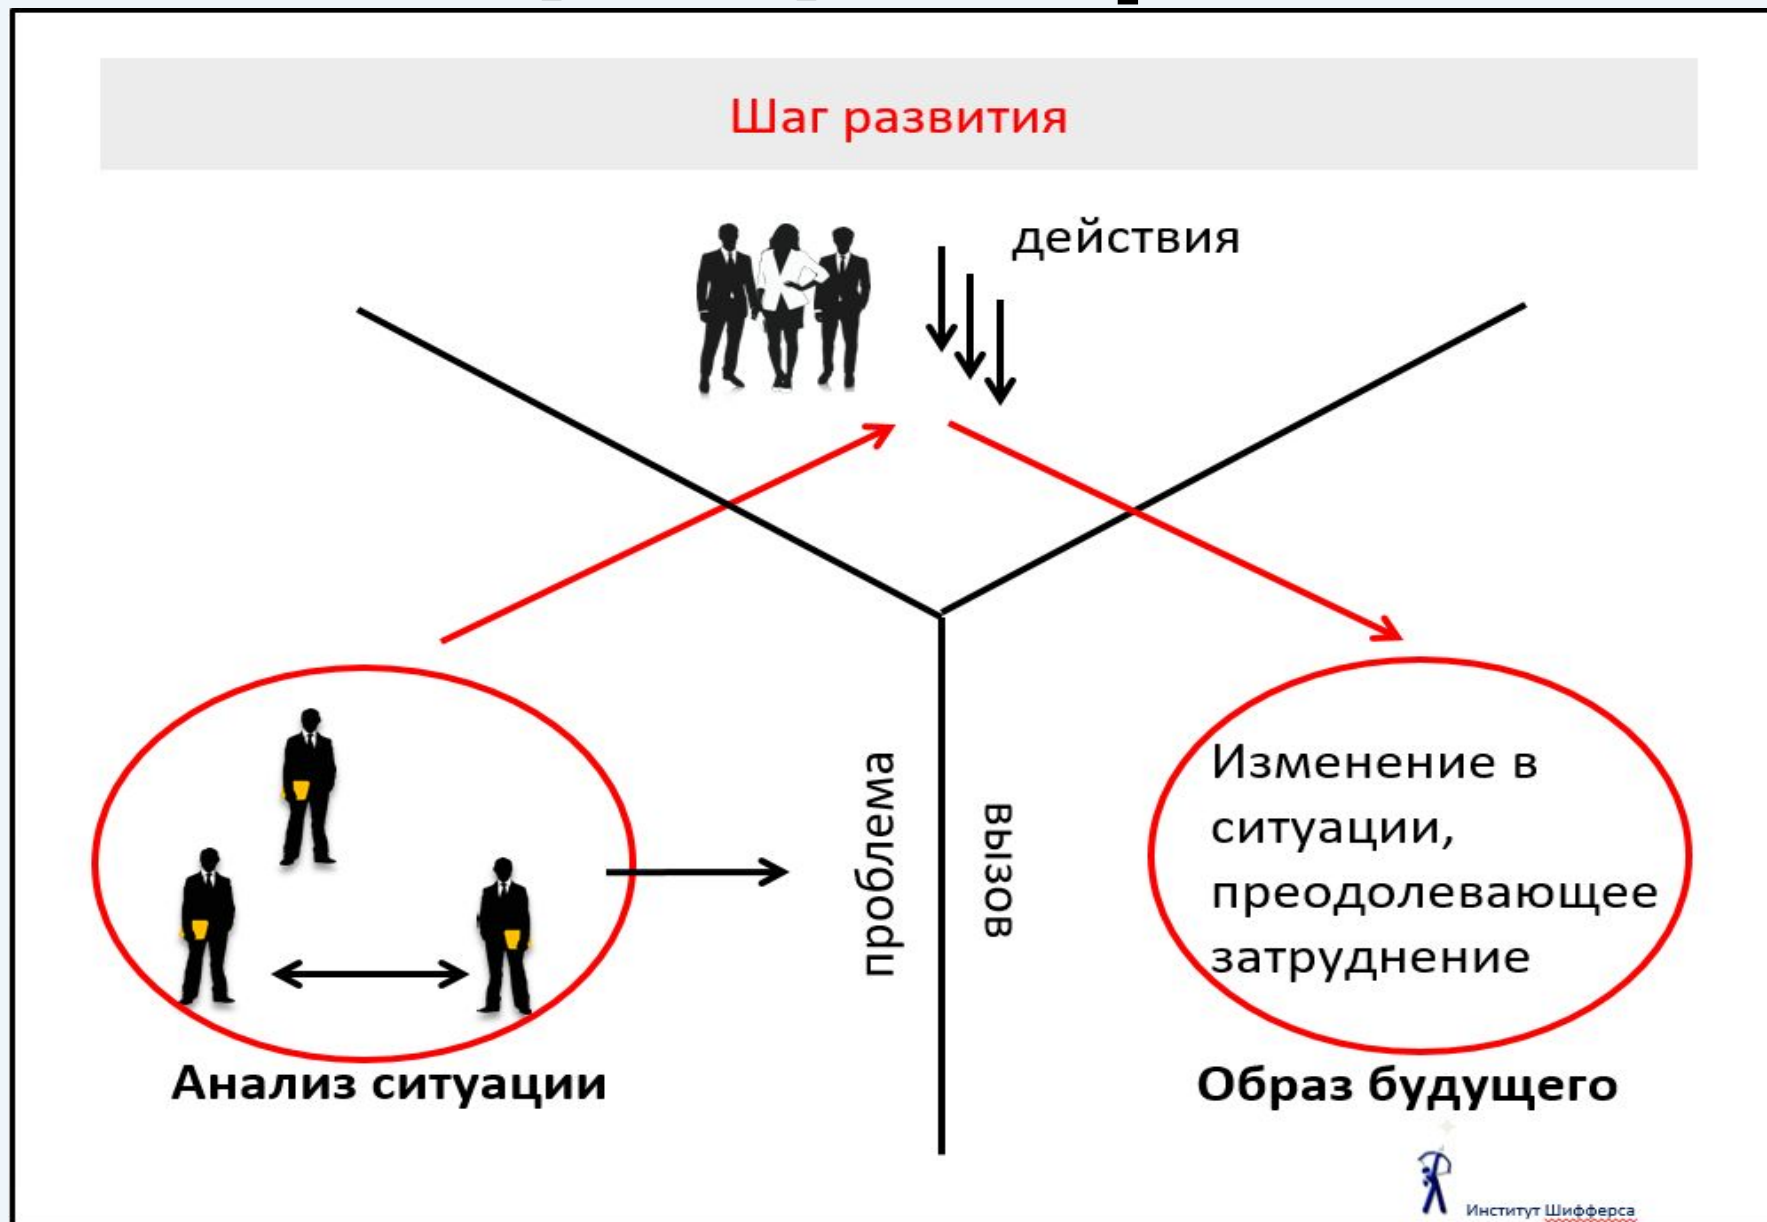 Шаг развития
действия
проблема
вызов
Изменение в
ситуации,
преодолевающее
затруднение
Анализ ситуации
Образ будущего
Институт Шифферса